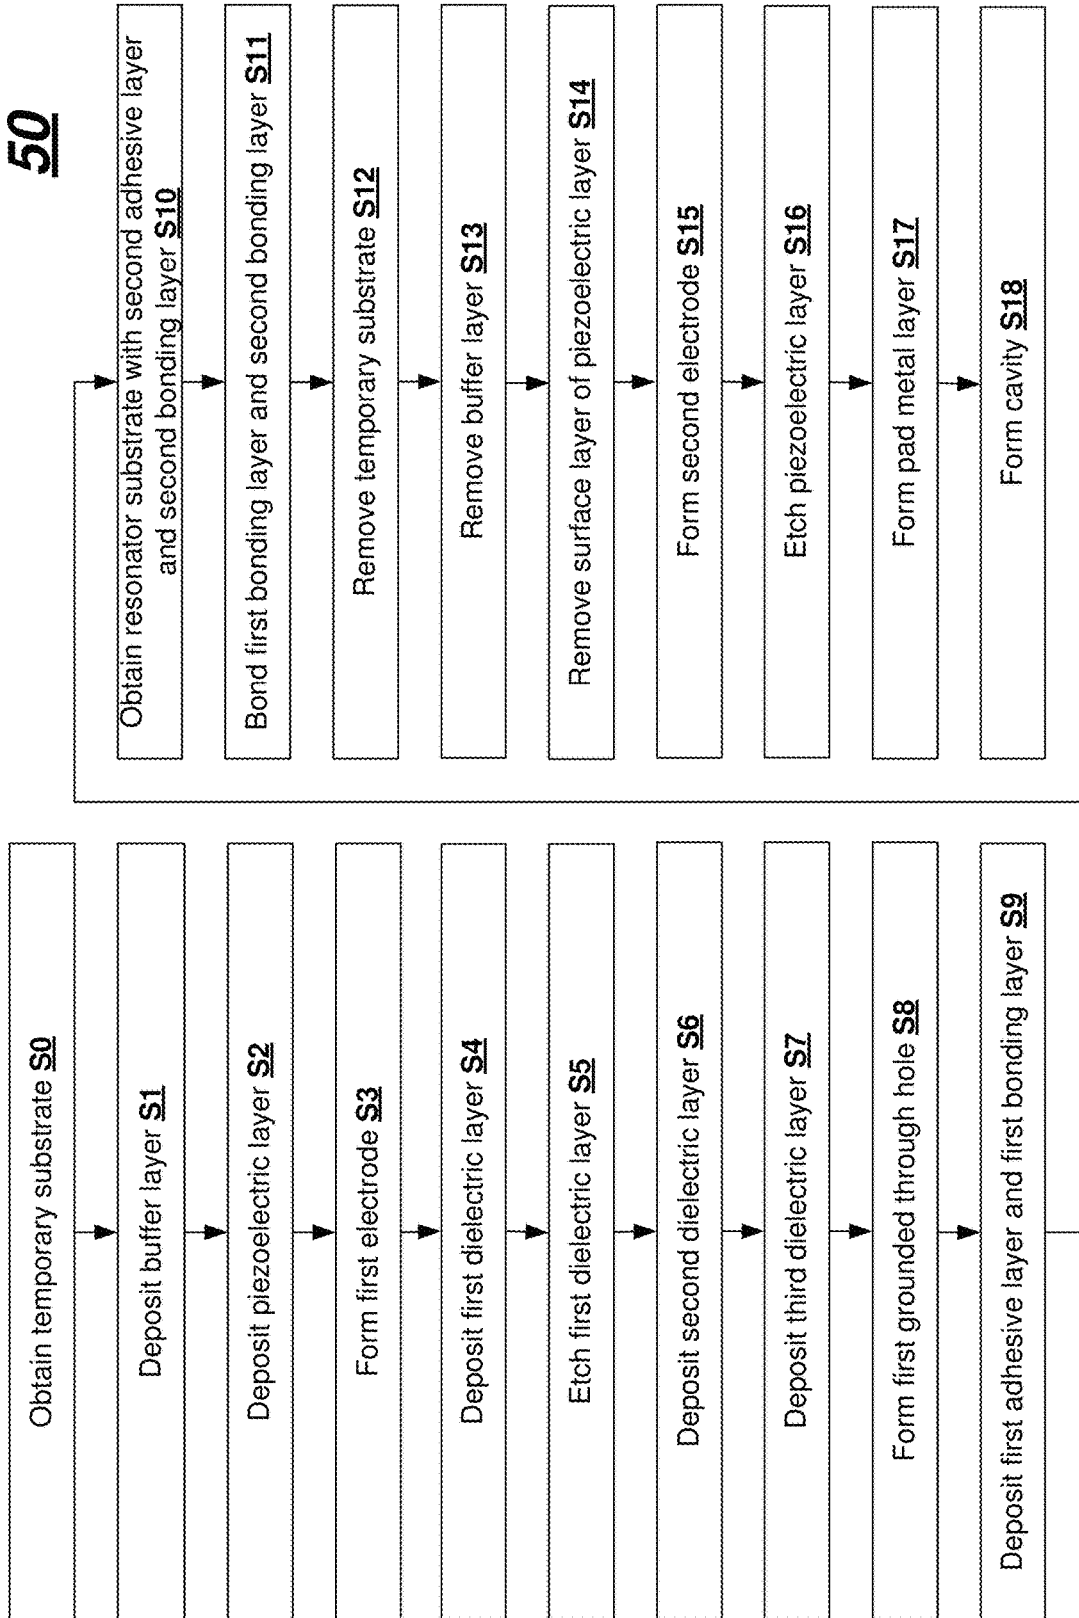 50
Obtain temporary substrate S0
Deposit buffer layer S1
Deposit piezoelectric layer S2
Form first electrode S3
Deposit first dielectric layer S4
Etch first dielectric layer S5
Deposit second dielectric layer S6
Deposit third dielectric layer S7
Form first grounded through hole S8
Deposit first adhesive layer and first bonding layer S9
Obtain resonator substrate with second adhesive layer
and second bonding layer S10
Bond first bonding layer and second bonding layer S11
Remove temporary substrate S12
Remove buffer layer S13
Remove surface layer of piezoelectric layer S14
Form second electrode S15
Etch piezoelectric layer S16
Form pad metal layer S17
Form cavity S18